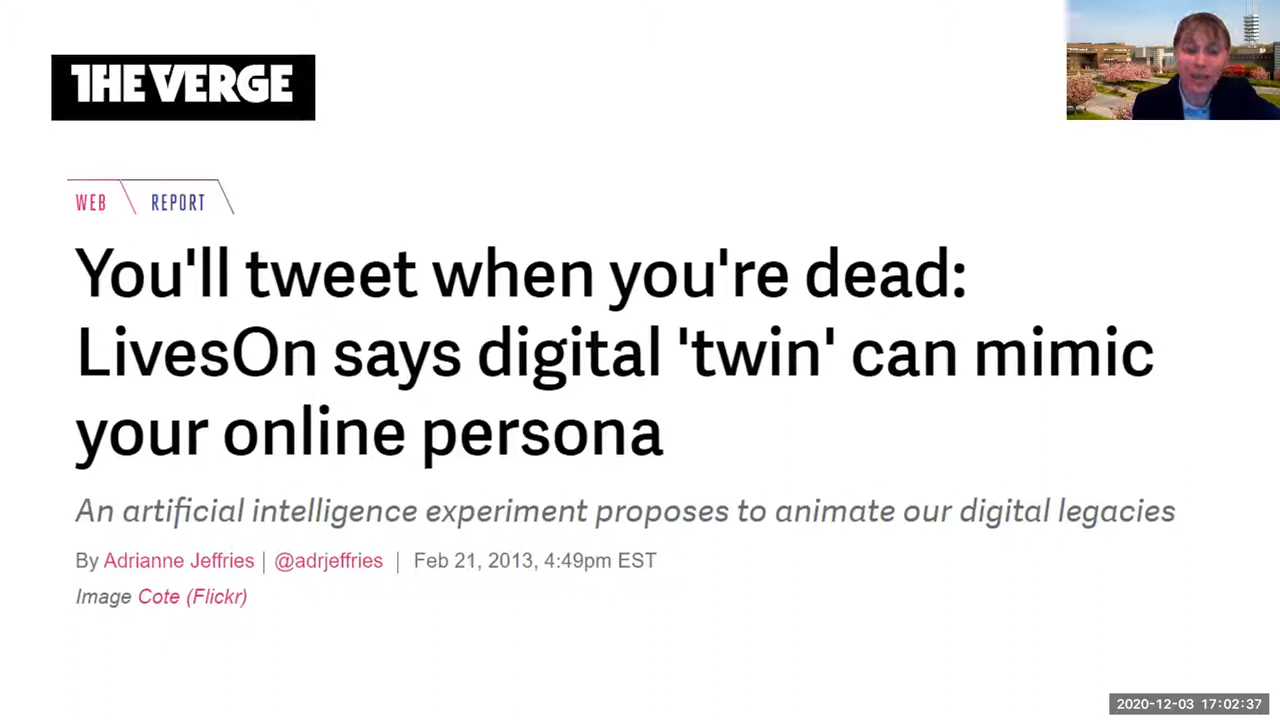 THE VERGE
WEB
REPORT
You'll tweet when you're dead:
LivesOn says digital 'twin' can mimic
your online persona
An artificial intelligence experiment proposes to animate our digital legacies
By Adrianne Jeffries | @adrjeffries | Feb 21, 2013, 4:49pm EST
Image Cote (Flickr)
2020-12-03 17:02:37